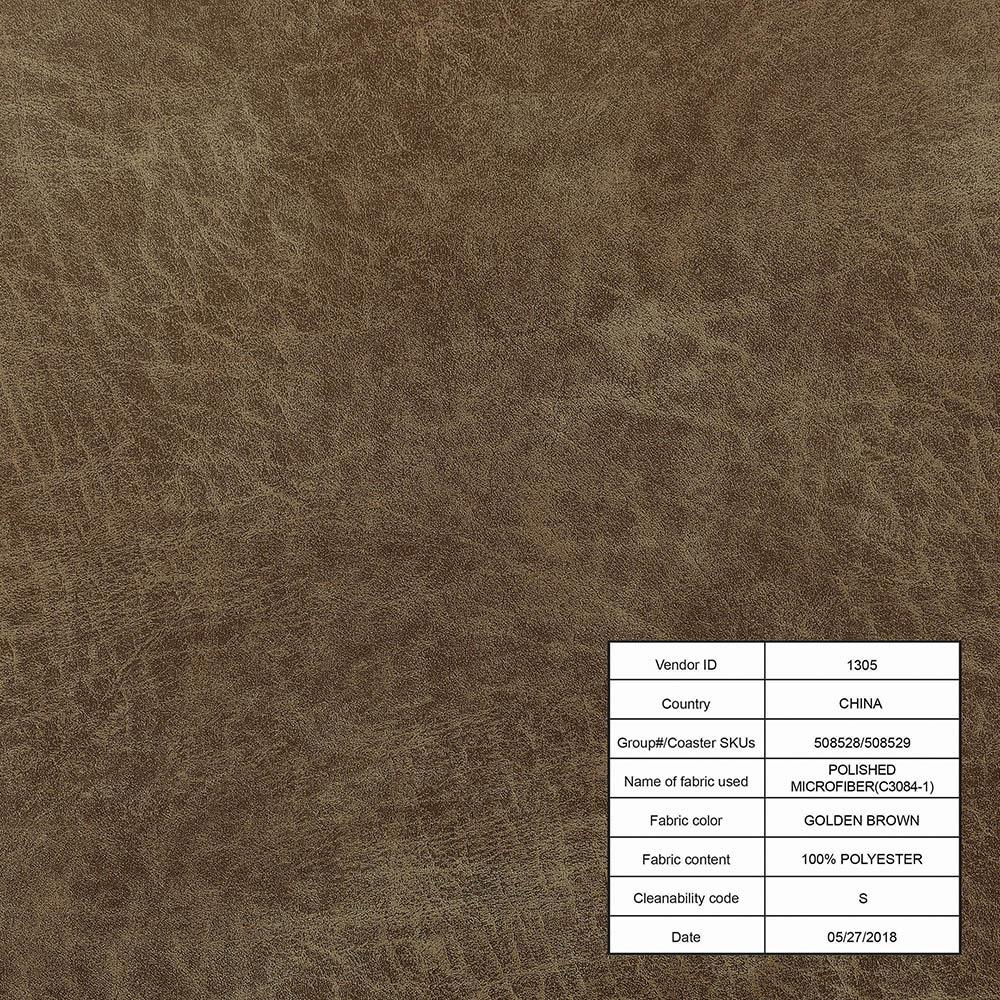 Vendor ID 1305
Country CHINA
Group#/Coaster SKUs 508528/508529
Name of fabric used POLISHED
MICROFIBER(C3084-1)
Fabric color GOLDEN BROWN
Fabric content 100% POLYESTER
Cleanability code S
Date 05/27/2018